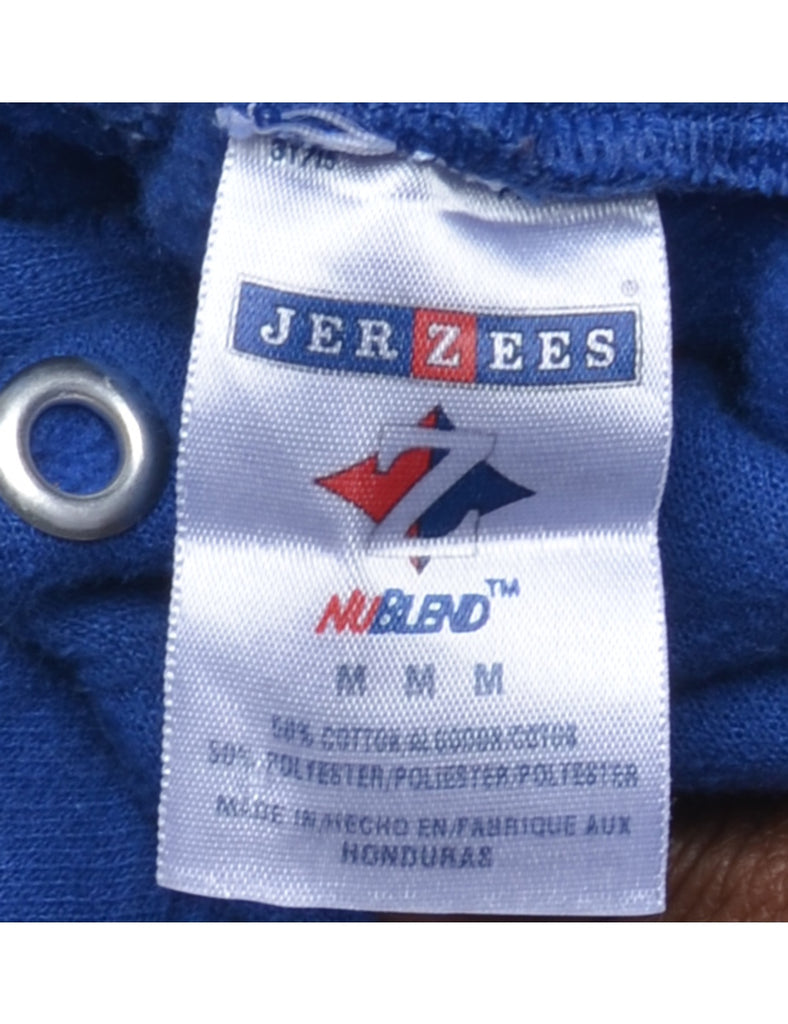 JERZEES®
Z
NUBLEND™
M M M
50% COTTON/ALGODON/COTON
50% POLYESTER/POLIESTER/POLYESTER
MADE IN/HECHO EN/FABRIQUE AUX
HONDURAS